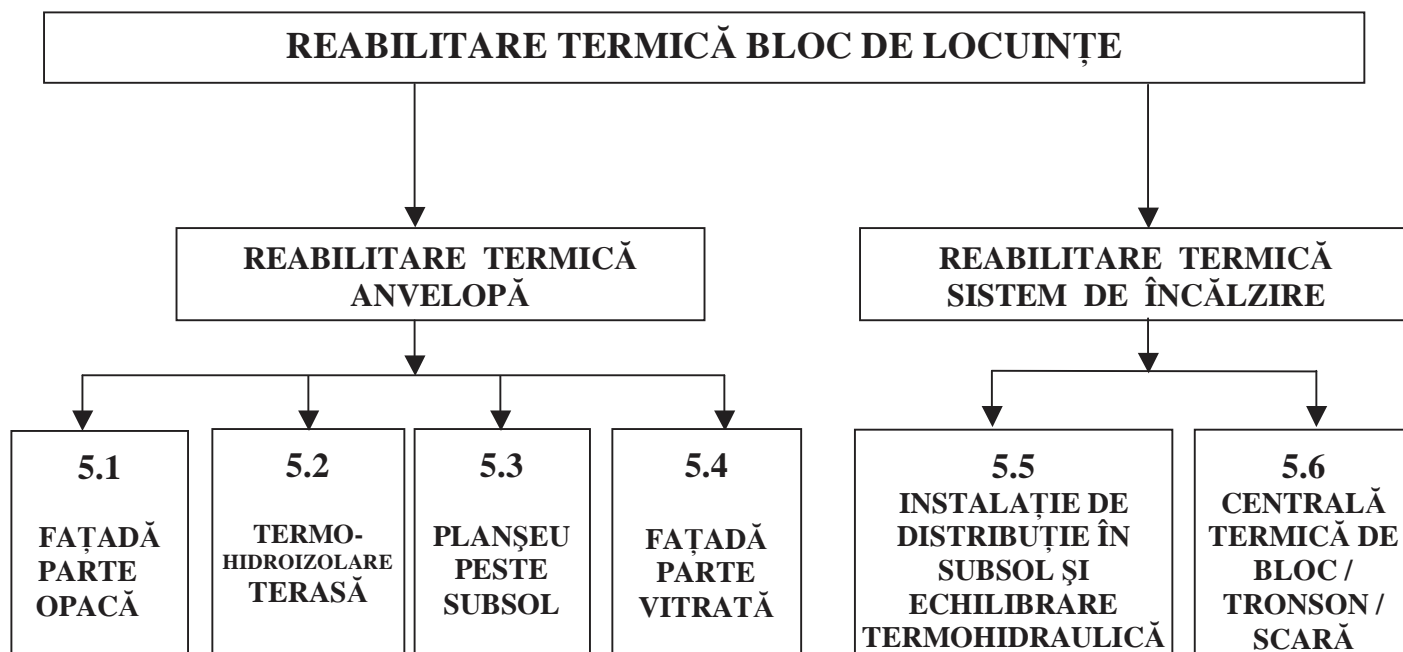 REABILITARE TERMICĂ BLOC DE LOCUINȚE
REABILITARE TERMICĂ
ANVELOPĂ
REABILITARE TERMICĂ
SISTEM DE ÎNCĂLZIRE
5.1
FAȚADĂ
PARTE
OPACĂ
5.2
TERMO-
HIDROIZOLARE
TERASĂ
5.3
PLANŞEU
PESTE
SUBSOL
5.4
FAȚADĂ
PARTE
VITRATĂ
5.5
INSTALAȚIE DE
DISTRIBUȚIE ÎN
SUBSOL ŞI
ECHILIBRARE
TERMOHIDRAULICĂ
5.6
CENTRALĂ
TERMICĂ DE
BLOC /
TRONSON /
SCARĂ